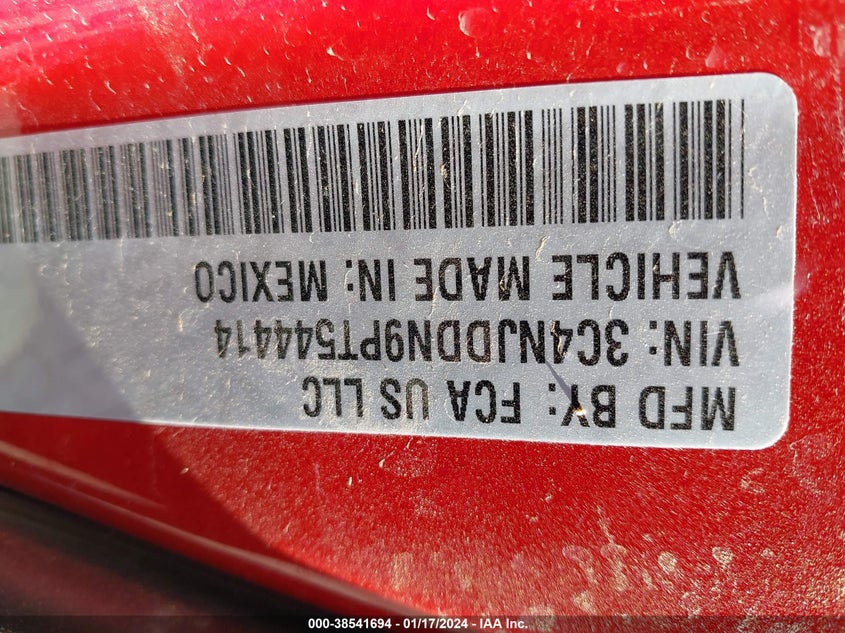 MFD BY: FCA US LLC
VIN: 3C4NJDDN9PT544414
VEHICLE MADE IN: MEXICO
000-38541694 - 01/17/2024 - IAA Inc.